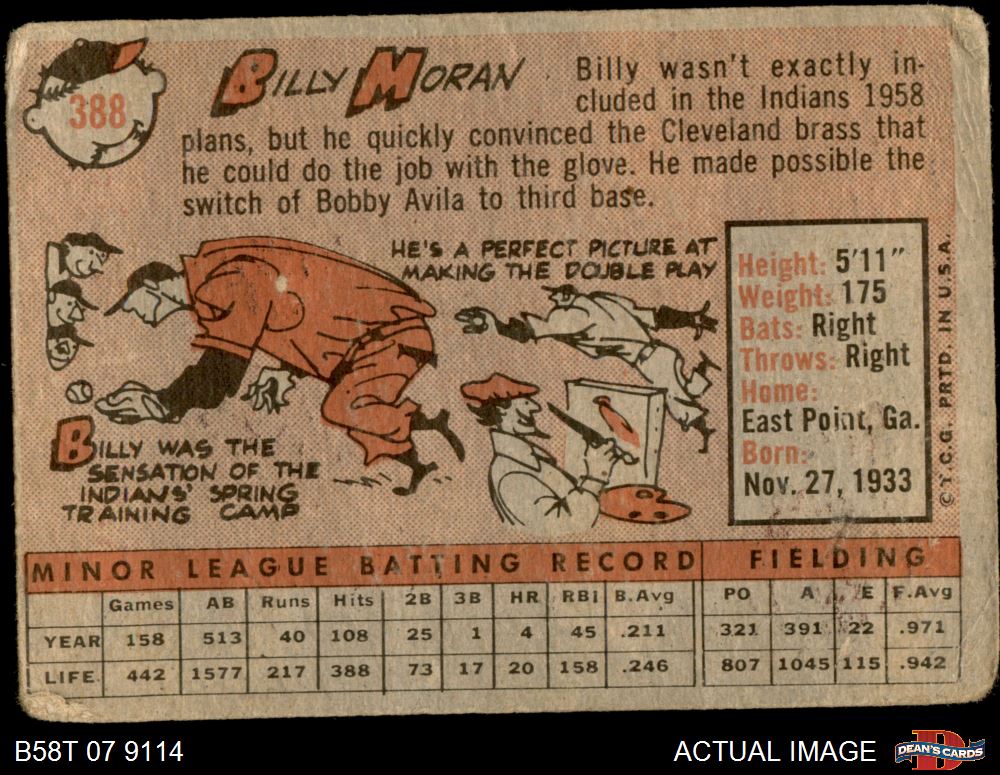 388
BILLY MORAN
Billy wasn't exactly in-
cluded in the Indians 1958
plans, but he quickly convinced the Cleveland brass that
he could do the job with the glove. He made possible the
switch of Bobby Avila to third base.
HE'S A PERFECT PICTURE AT
MAKING THE DOUBLE PLAY
BILLY WAS THE
SENSATION OF THE
INDIANS' SPRING
TRAINING CAMP
Height: 5'11"
Weight: 175
Bats: Right
Throws: Right
Home:
East Point, Ga.
Born:
Nov. 27, 1933
© T.C.G. PRTD. IN U.S.A.
MINOR LEAGUE BATTING RECORD FIELDING
Games AB Runs Hits 2B 3B HR RBI B.Avg PO A E F.Avg
YEAR 158 513 40 108 25 1 4 45 .211 321 391 22 .971
LIFE 442 1577 217 388 73 17 20 158 .246 807 1045 115 .942
B58T 07 9114 ACTUAL IMAGE DEAN'S CARDS